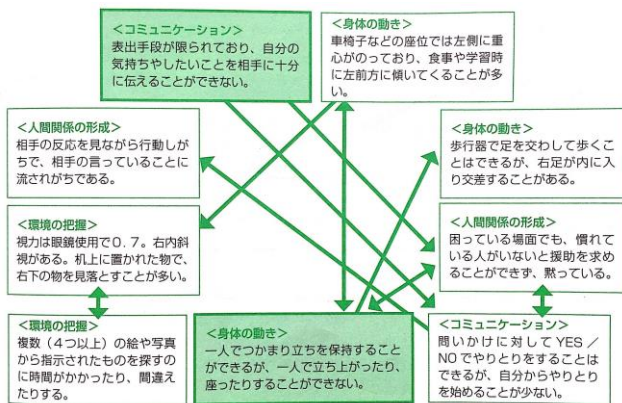 <コミュニケーション>
表出手段が限られており、自分の
気持ちやしたいことを相手に十分
に伝えることができない。
<身体の動き>
車椅子などの座位では左側に重
心がのっており、食事や学習時
に左前方に傾いてくることが多
い。
<人間関係の形成>
相手の反応を見ながら行動しが
ちで、相手の言っていることに
流されがちである。
<身体の動き>
歩行器で足を交わして歩くこ
とはできるが、右足が内に入
り交差することがある。
<環境の把握>
視力は眼鏡使用で0.7。右内斜
視がある。机上に置かれた物で、
右下の物を見落とすことが多い。
<人間関係の形成>
困っている場面でも、慣れてい
る人がいないと援助を求め
ることができず、黙っている。
<環境の把握>
複数(4つ以上)の絵や写真
から指示されたものを探すの
に時間がかかったり、間違え
たりする。
<身体の動き>
一人でつかまり立ちを保持すること
ができるが、一人で立ち上がったり、
座ったりすることができない。
<コミュニケーション>
問いかけに対してYES/
NOでやりとりをすることは
できるが、自分からやりとり
を始めることが少ない。